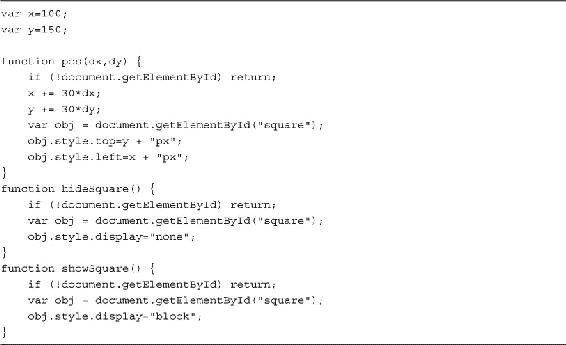 var x=100;
var y=150;

function pos(dx,dy) {
    if (!document.getElementById) return;
    x += 30*dx;
    y += 30*dy;
    var obj = document.getElementById("square");
    obj.style.top=y + "px";
    obj.style.left=x + "px";
}
function hideSquare() {
    if (!document.getElementById) return;
    var obj = document.getElementById("square");
    obj.style.display="none";
}
function showSquare() {
    if (!document.getElementById) return;
    var obj = document.getElementById("square");
    obj.style.display="block";
}